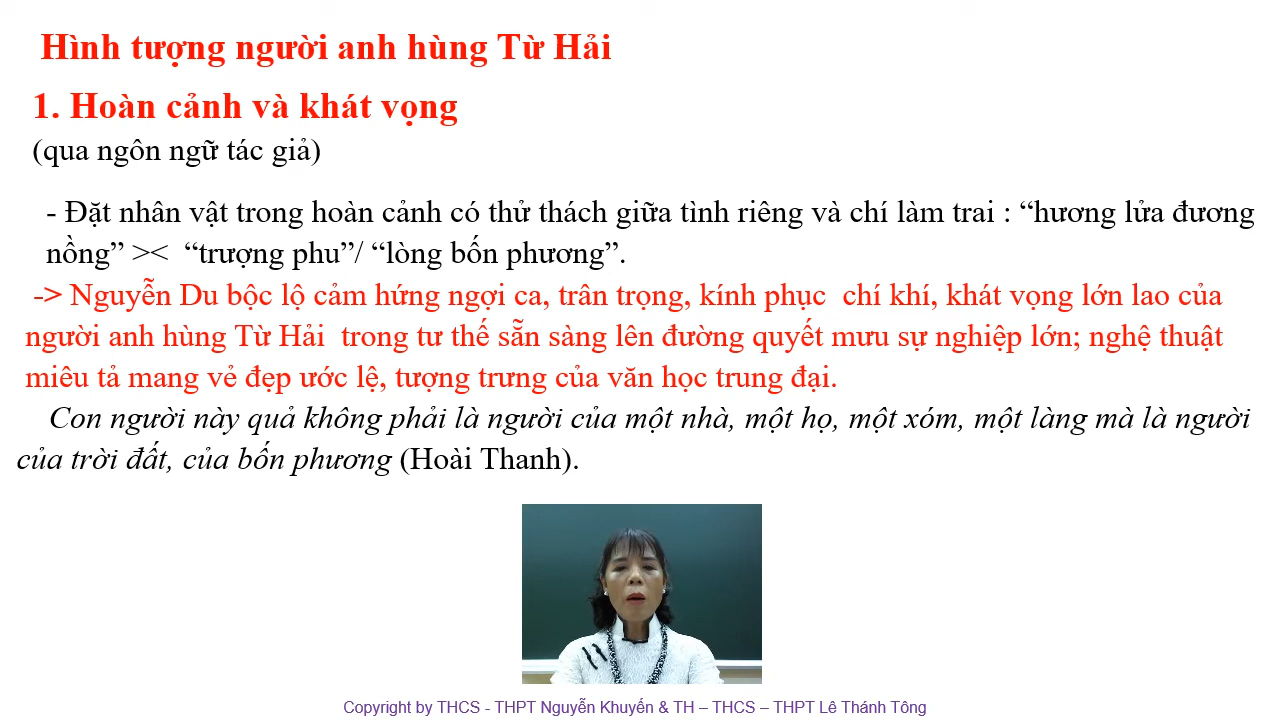 Hình tượng người anh hùng Từ Hải
1. Hoàn cảnh và khát vọng
(qua ngôn ngữ tác giả)
- Đặt nhân vật trong hoàn cảnh có thử thách giữa tình riêng và chí làm trai : “hương lửa đương
nồng” >< “trượng phu”/ “lòng bốn phương”.
-> Nguyễn Du bộc lộ cảm hứng ngợi ca, trân trọng, kính phục chí khí, khát vọng lớn lao của
người anh hùng Từ Hải trong tư thế sẵn sàng lên đường quyết mưu sự nghiệp lớn; nghệ thuật
miêu tả mang vẻ đẹp ước lệ, tượng trưng của văn học trung đại.
Con người này quả không phải là người của một nhà, một họ, một xóm, một làng mà là người
của trời đất, của bốn phương (Hoài Thanh).
Copyright by THCS - THPT Nguyễn Khuyến & TH – THCS – THPT Lê Thánh Tông